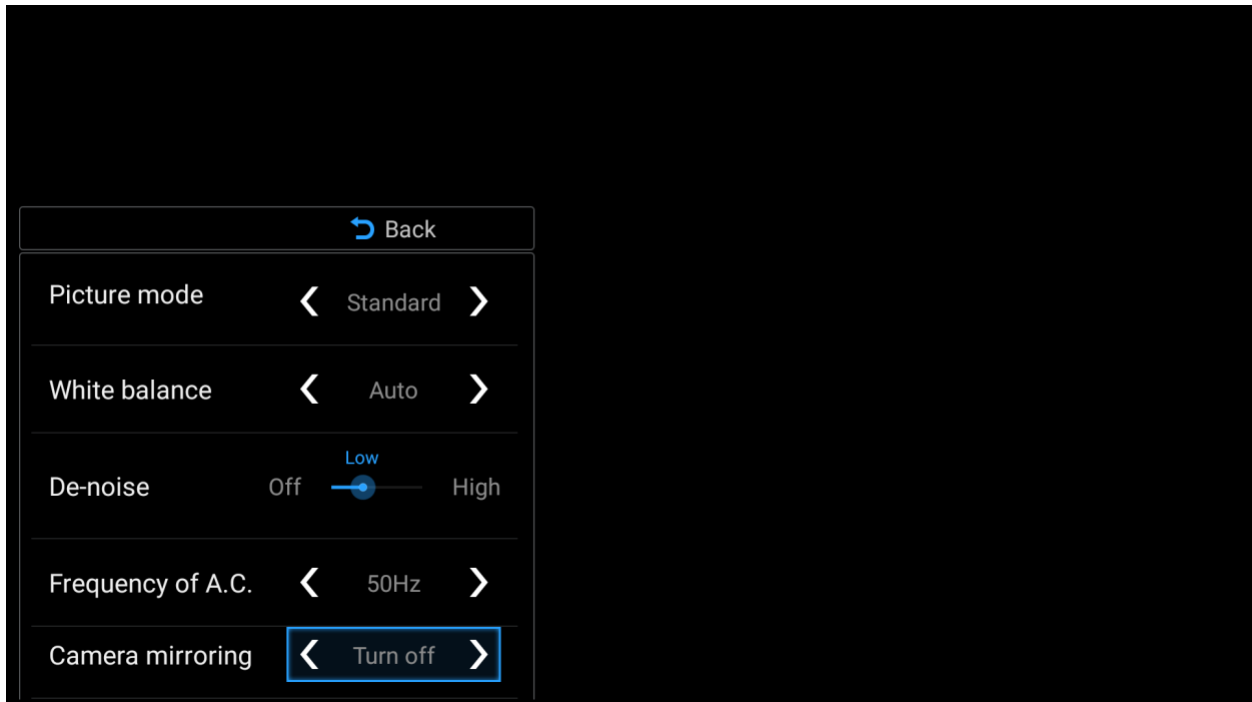 Back
Picture mode Standard
White balance Auto
Low
De-noise Off High
Frequency of A.C. 50Hz
Camera mirroring Turn off